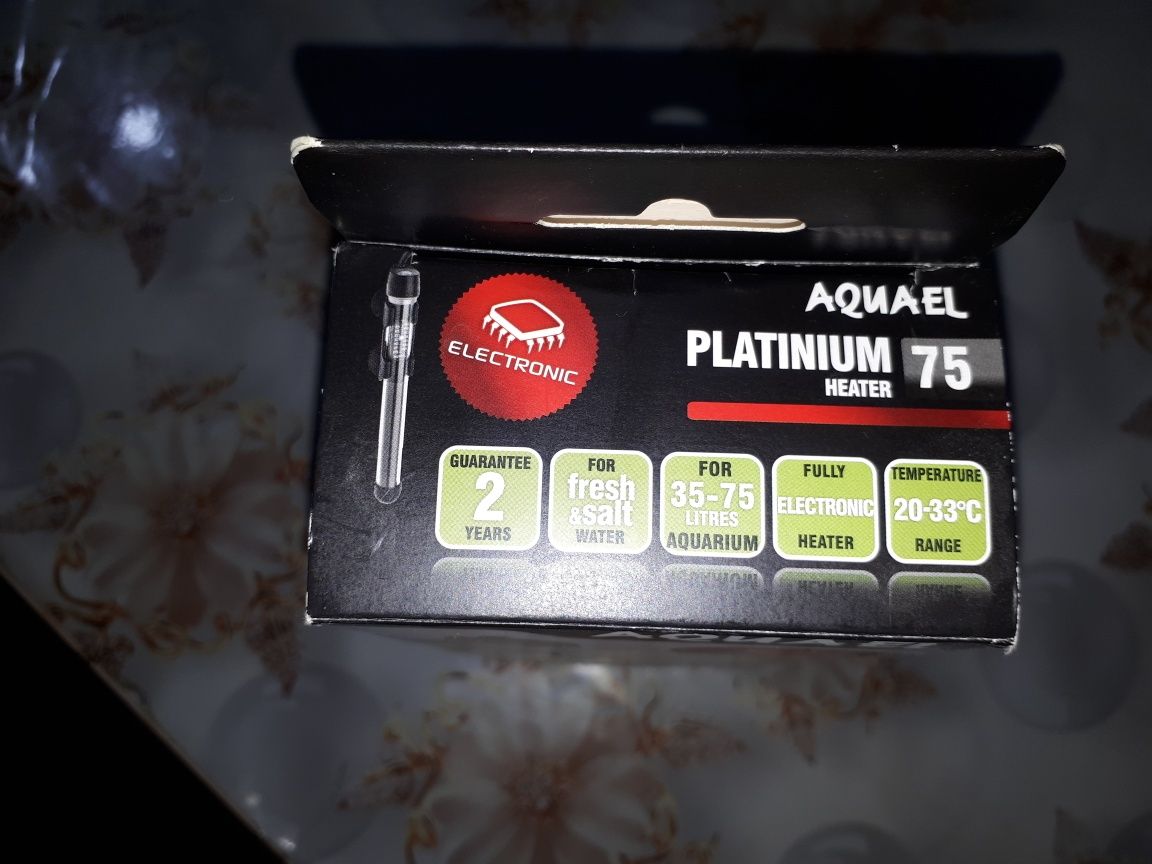 ELECTRONIC
AQUAEL
PLATINIUM
HEATER
75
GUARANTEE
2
YEARS
FOR
fresh
&salt
WATER
FOR
35-75
LITRES
AQUARIUM
FULLY
ELECTRONIC
HEATER
TEMPERATURE
20-33°C
RANGE
AQUAEL